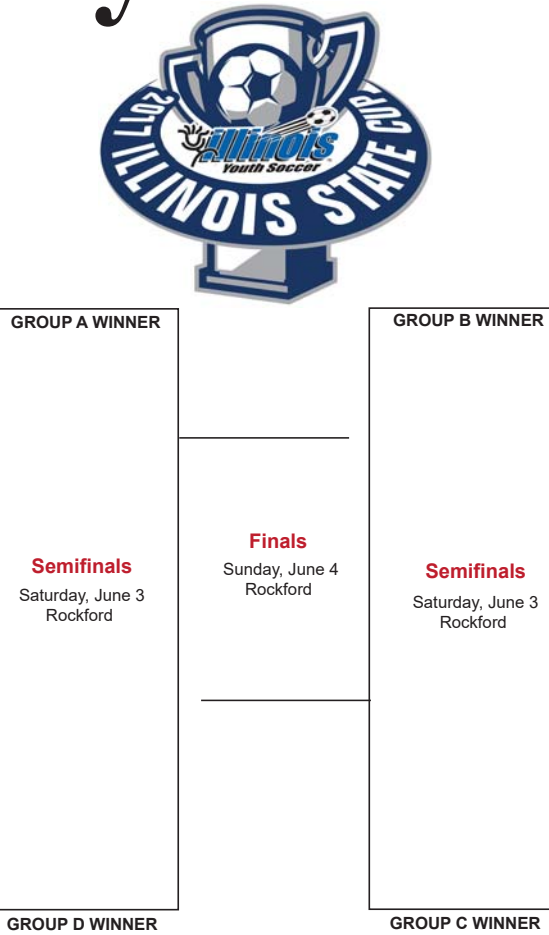 2017 ILLINOIS STATE CUP
illinois
Youth Soccer
GROUP A WINNER
GROUP B WINNER
Finals
Sunday, June 4
Rockford
Semifinals
Saturday, June 3
Rockford
Semifinals
Saturday, June 3
Rockford
GROUP D WINNER
GROUP C WINNER